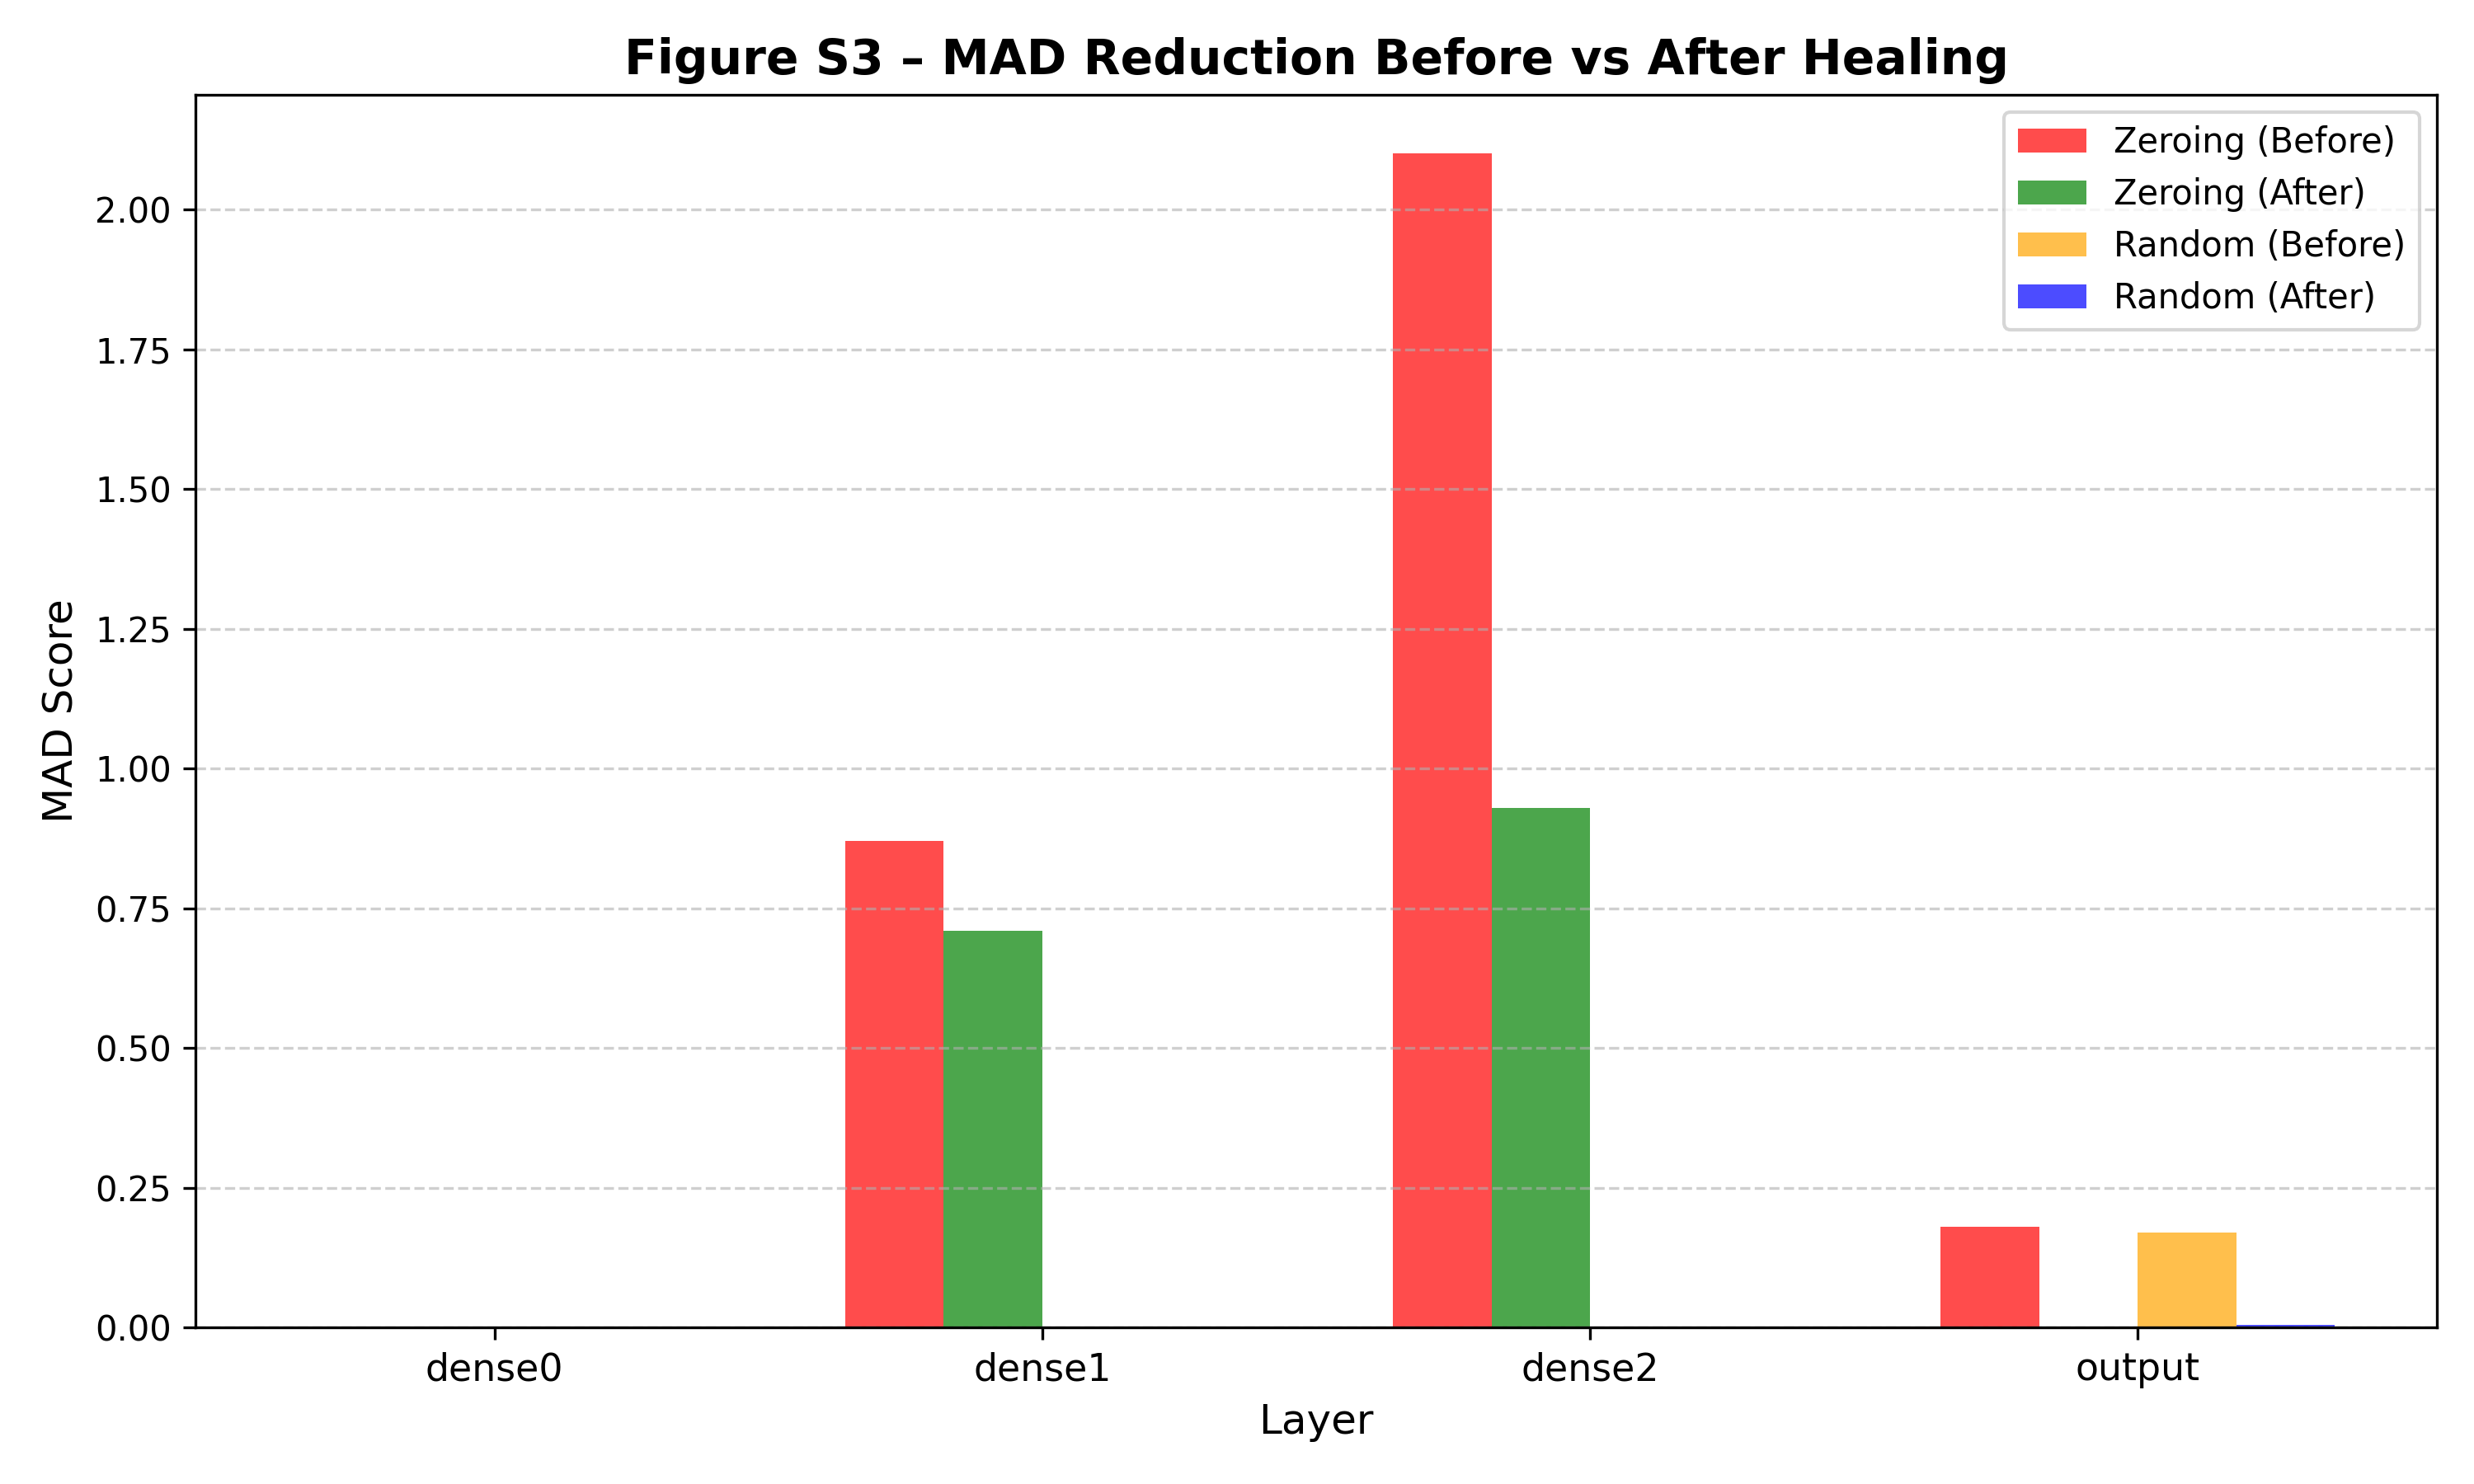 Figure S3 – MAD Reduction Before vs After Healing
Zeroing (Before)
Zeroing (After)
Random (Before)
Random (After)
MAD Score
2.00
1.75
1.50
1.25
1.00
0.75
0.50
0.25
0.00
dense0
dense1
dense2
output
Layer